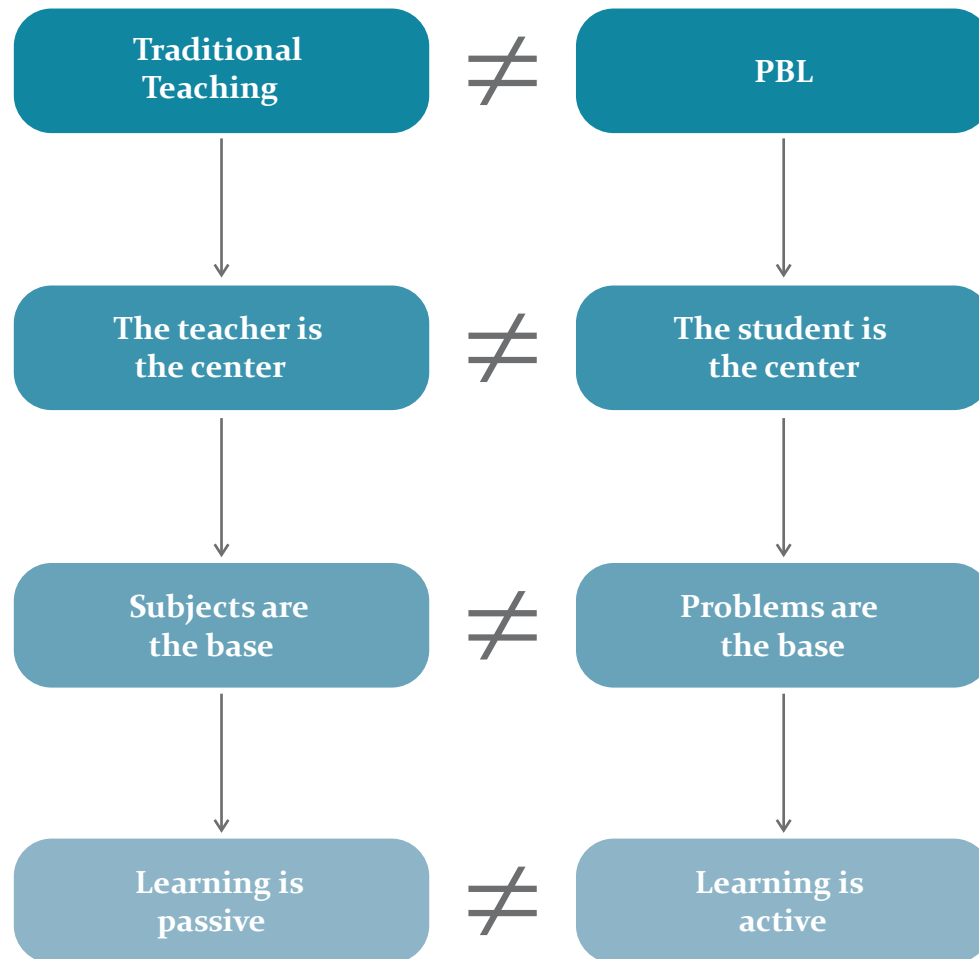 Traditional
Teaching
≠
PBL
The teacher is
the center
≠
The student is
the center
Subjects are
the base
≠
Problems are
the base
Learning is
passive
≠
Learning is
active